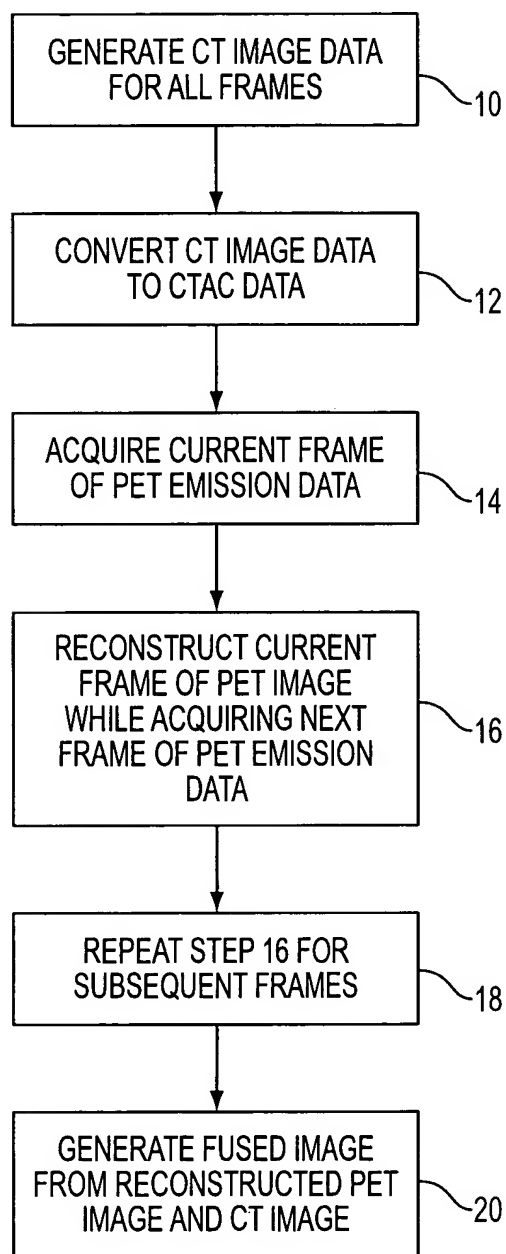 GENERATE CT IMAGE DATA
FOR ALL FRAMES
10
CONVERT CT IMAGE DATA
TO CTAC DATA
12
ACQUIRE CURRENT FRAME
OF PET EMISSION DATA
14
RECONSTRUCT CURRENT
FRAME OF PET IMAGE
WHILE ACQUIRING NEXT
FRAME OF PET EMISSION
DATA
16
REPEAT STEP 16 FOR
SUBSEQUENT FRAMES
18
GENERATE FUSED IMAGE
FROM RECONSTRUCTED PET
IMAGE AND CT IMAGE
20